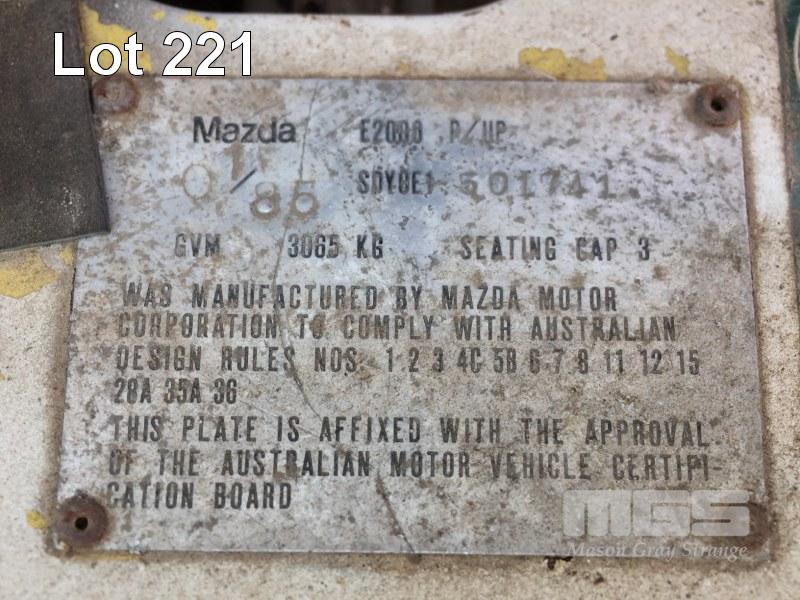 Lot 221
Mazda E2000 P/UP
/85 SDY0E1 501741
GVM 3065 KG SEATING CAP 3
WAS MANUFACTURED BY MAZDA MOTOR
CORPORATION TO COMPLY WITH AUSTRALIAN
DESIGN RULES NOS. 1 2 3 4C 5B 6 7 8 11 12 15
28A 35A 36
THIS PLATE IS AFFIXED WITH THE APPROVAL
OF THE AUSTRALIAN MOTOR VEHICLE CERTIFI-
CATION BOARD
MGS
Mason Gray Strange